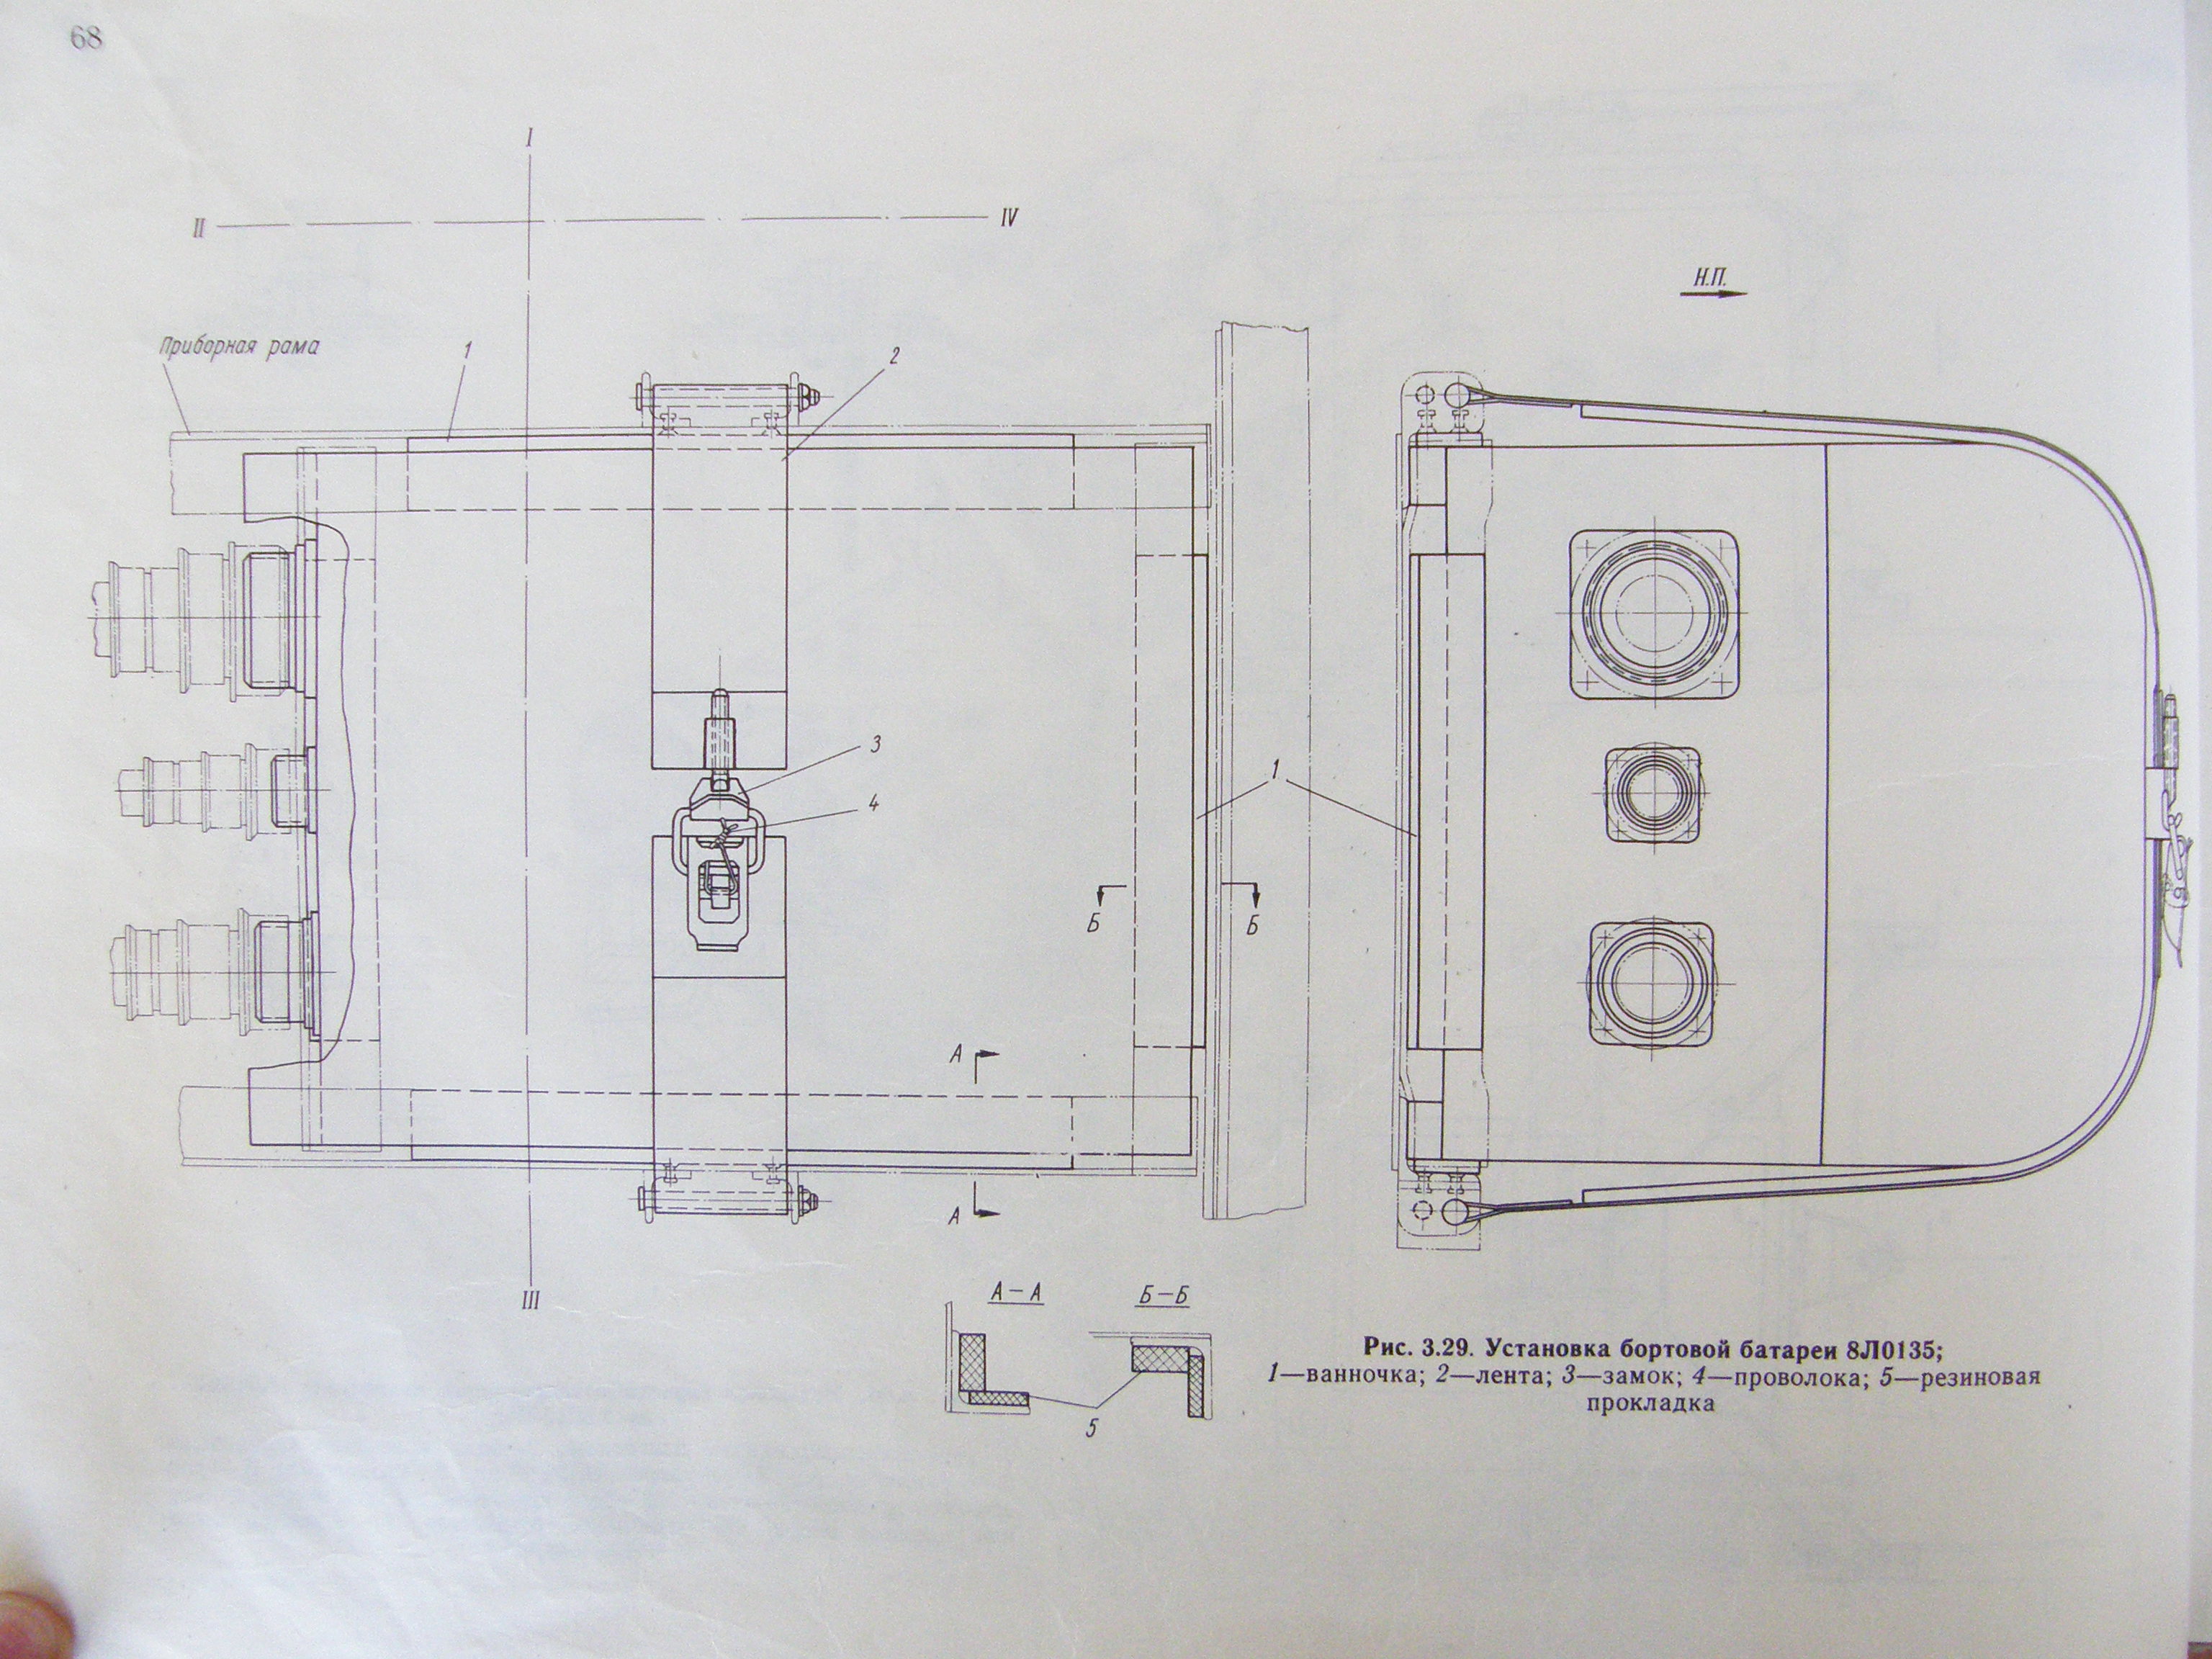 68
I
II
IV
Н.П.
Приборная рама
1
2
3
4
1
Б
Б
А
А
III
А—А
Б—Б
5
Рис. 3.29. Установка бортовой батареи 8Л0135;
1—ванночка; 2—лента; 3—замок; 4—проволока; 5—резиновая
прокладка